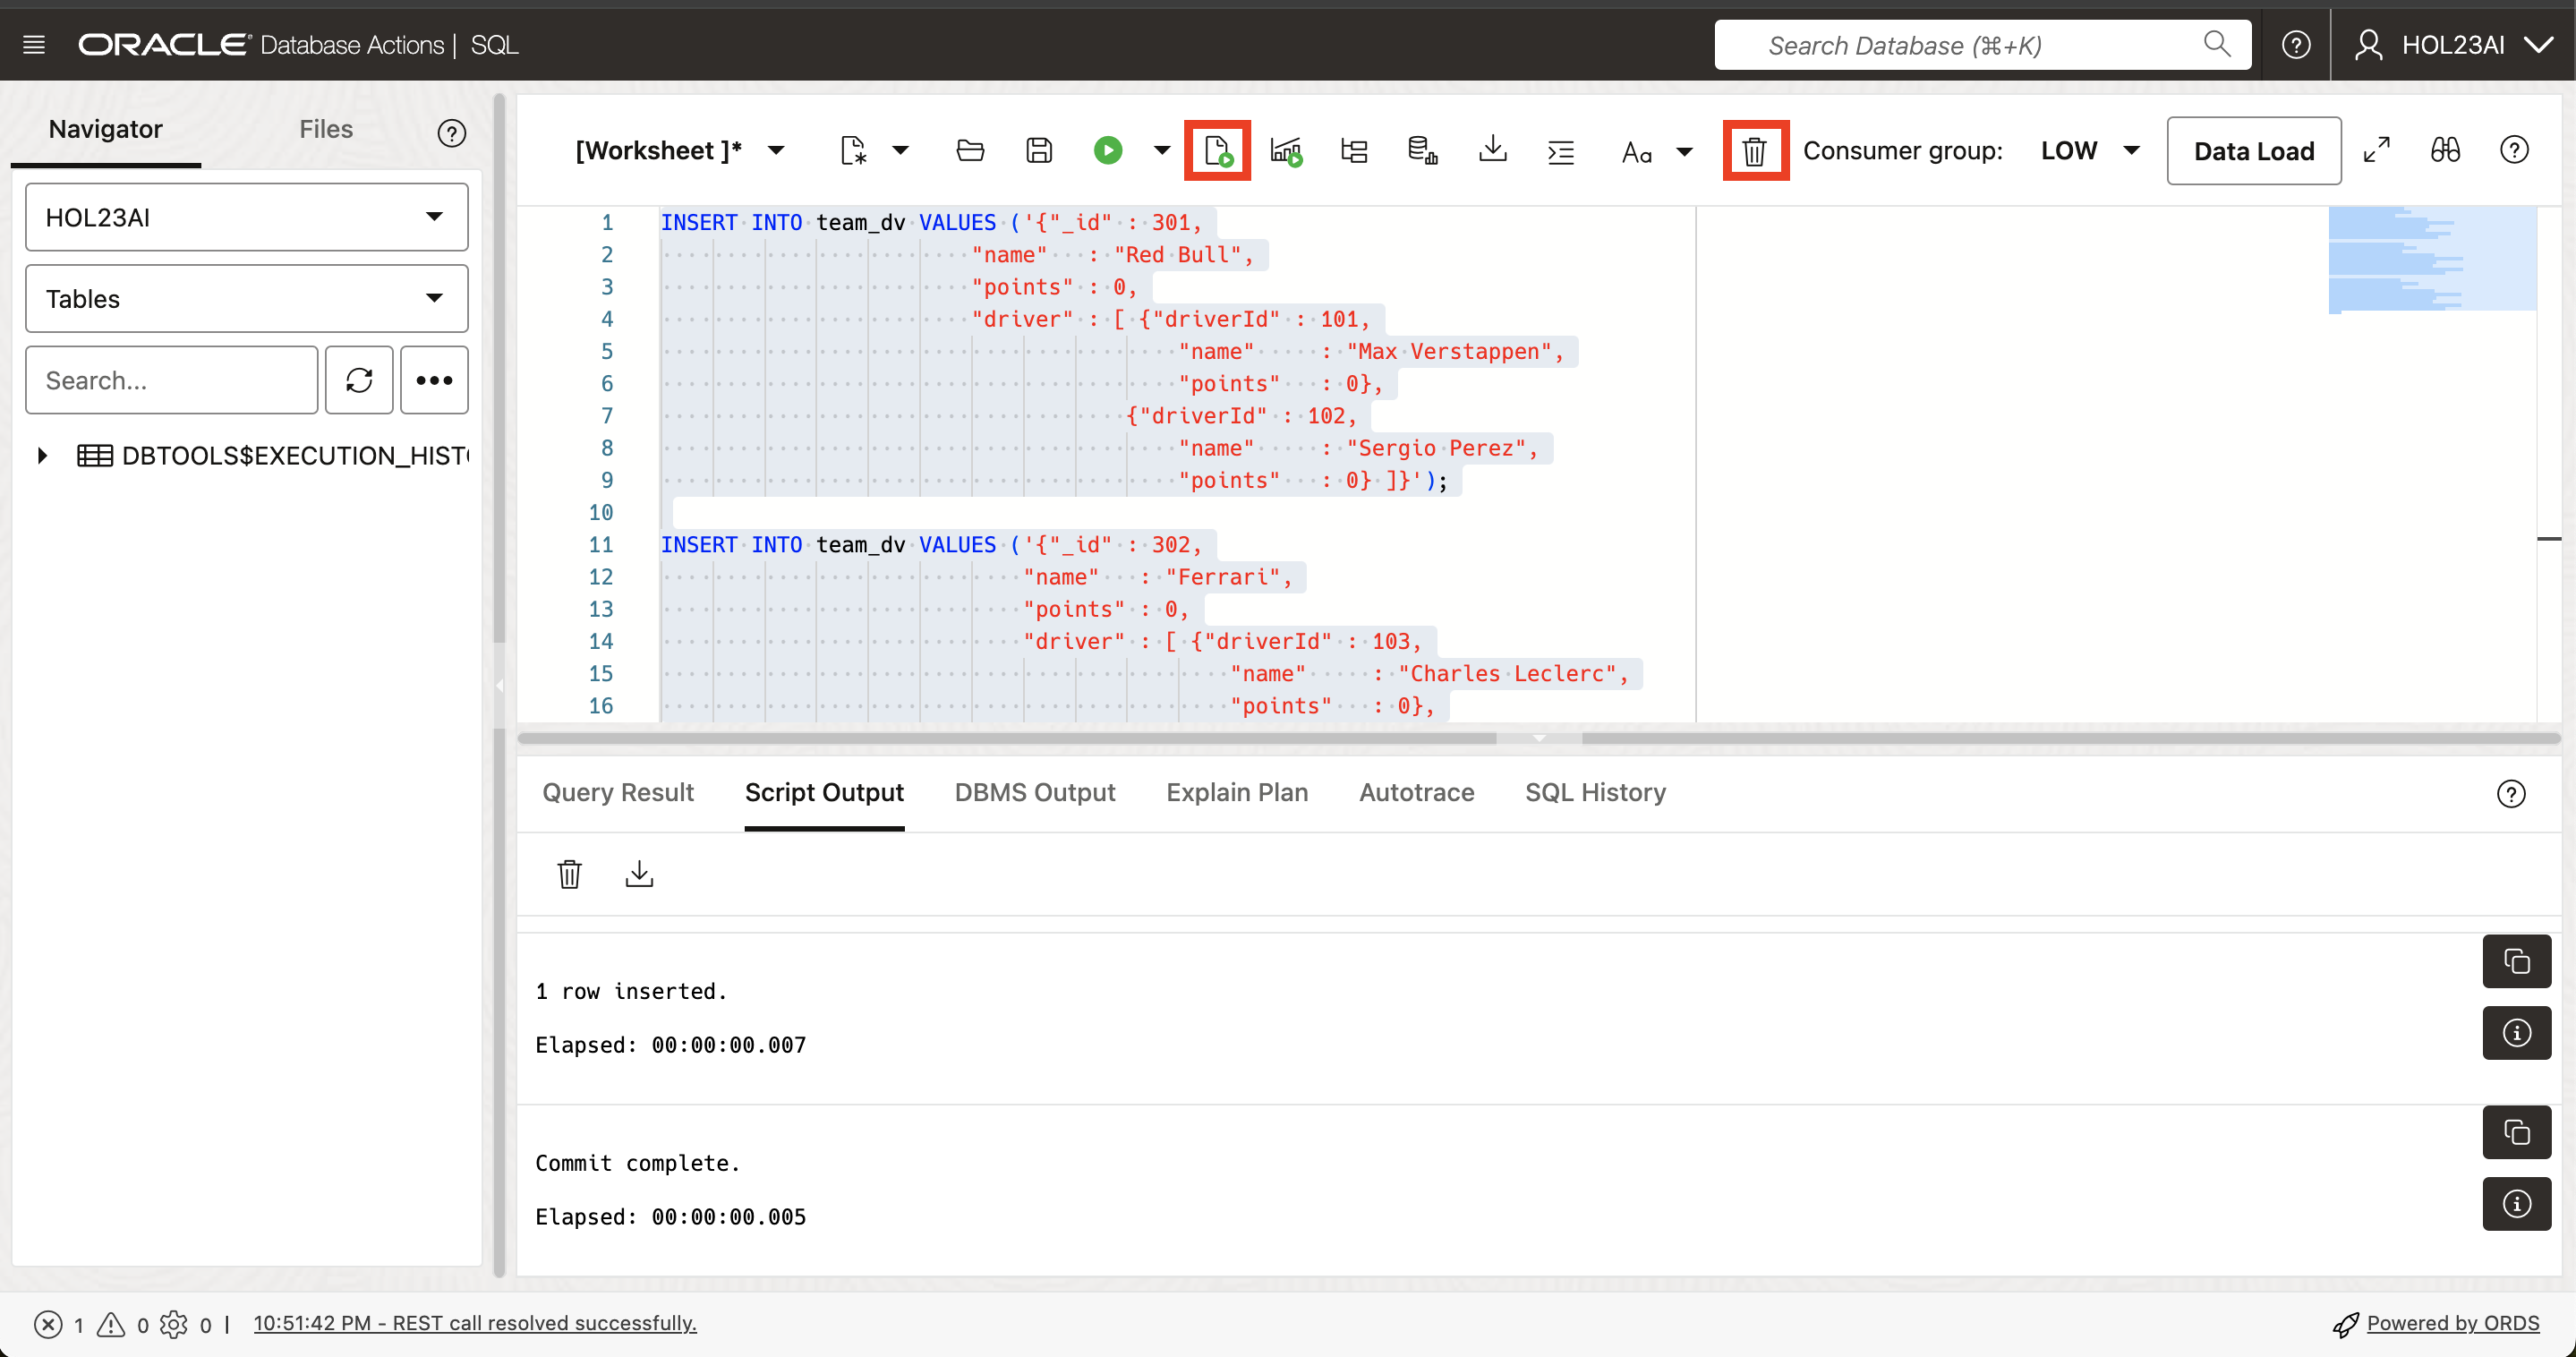 ORACLE Database Actions | SQL
Search Database (⌘+K)
HOL23AI
Navigator
Files
HOL23AI
Tables
Search...
DBTOOLS$EXECUTION_HIST
[Worksheet ]*
Aa
Consumer group:
LOW
Data Load
1 INSERT INTO team_dv VALUES ('{"_id" : 301,
2 "name" : "Red Bull",
3 "points" : 0,
4 "driver" : [ {"driverId" : 101,
5 "name" : "Max Verstappen",
6 "points" : 0},
7 {"driverId" : 102,
8 "name" : "Sergio Perez",
9 "points" : 0} ]}');
10
11 INSERT INTO team_dv VALUES ('{"_id" : 302,
12 "name" : "Ferrari",
13 "points" : 0,
14 "driver" : [ {"driverId" : 103,
15 "name" : "Charles Leclerc",
16 "points" : 0},
Query Result
Script Output
DBMS Output
Explain Plan
Autotrace
SQL History
1 row inserted.
Elapsed: 00:00:00.007
Commit complete.
Elapsed: 00:00:00.005
1 0 0 | 10:51:42 PM - REST call resolved successfully.
Powered by ORDS